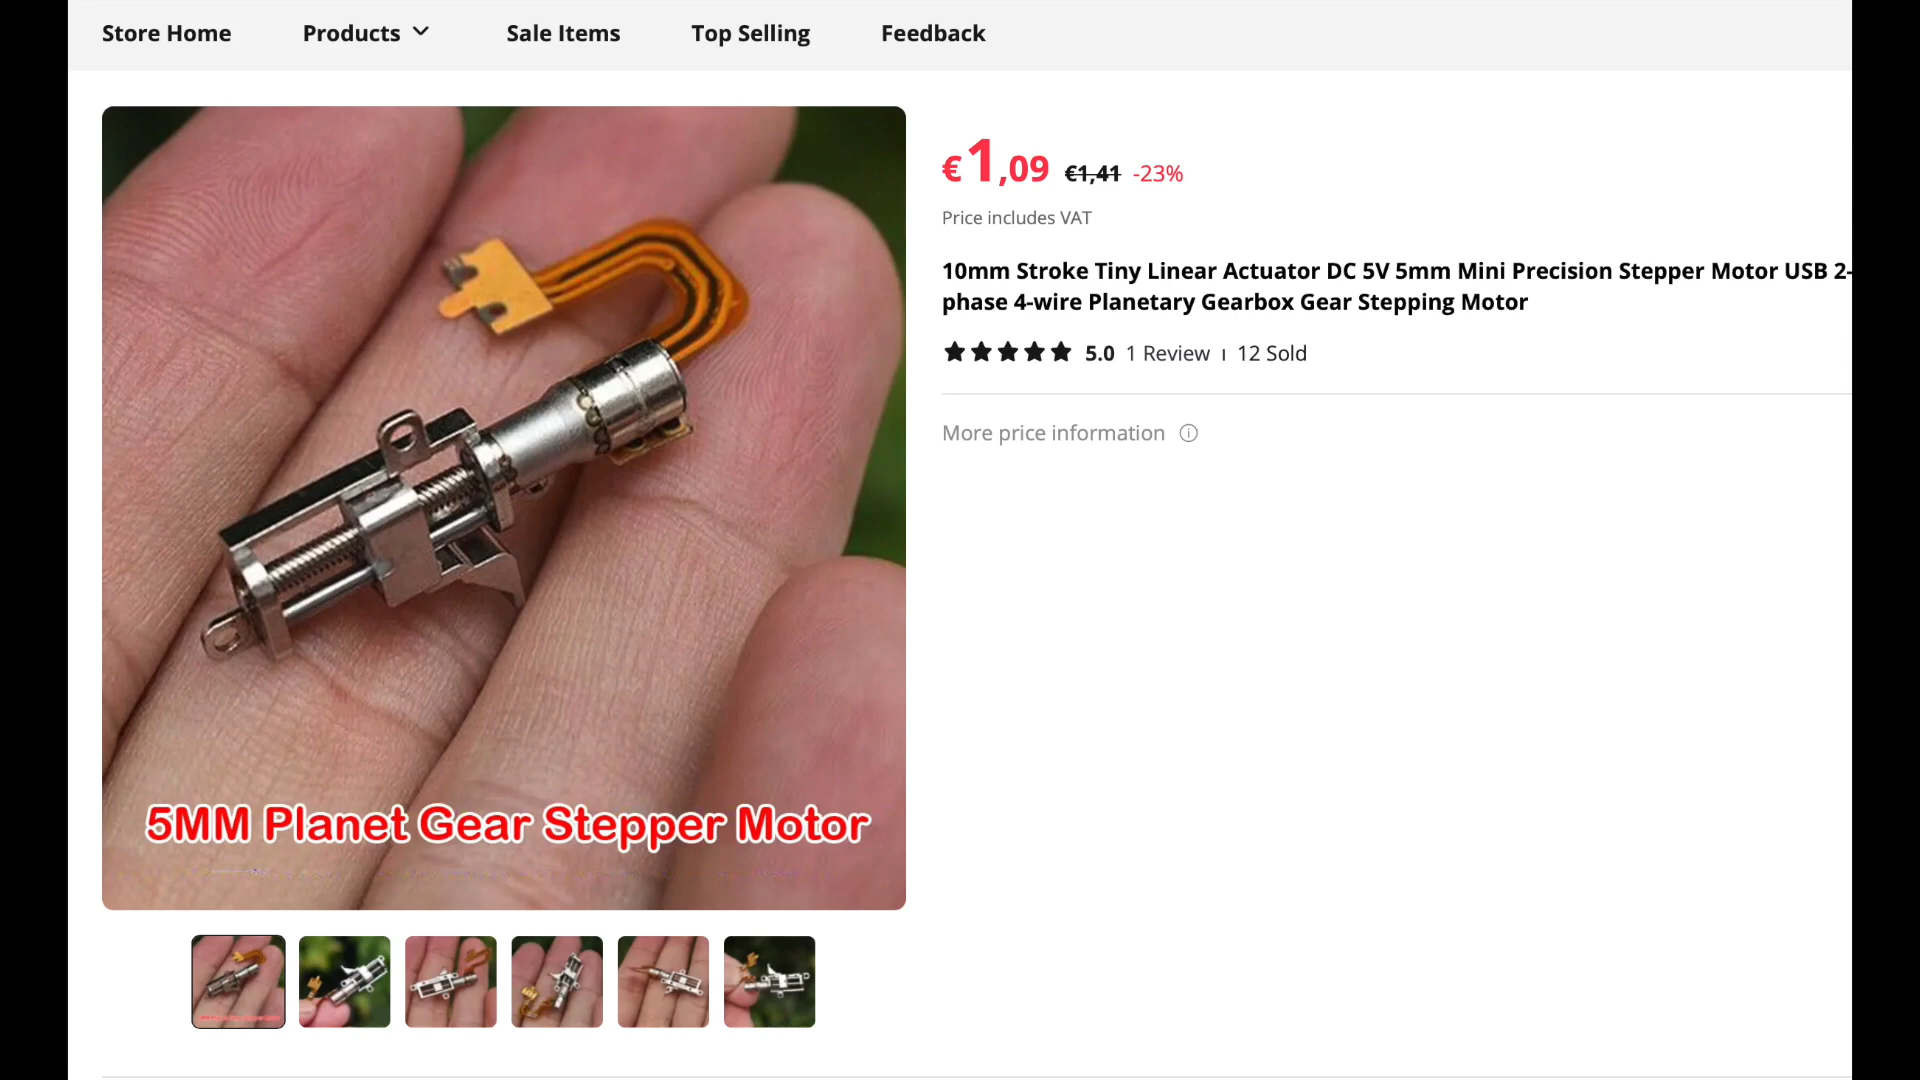 Store Home Products Sale Items Top Selling Feedback
€1,09 €1,41 -23%
Price includes VAT
10mm Stroke Tiny Linear Actuator DC 5V 5mm Mini Precision Stepper Motor USB 2-
phase 4-wire Planetary Gearbox Gear Stepping Motor
5.0 1 Review | 12 Sold
More price information
5MM Planet Gear Stepper Motor